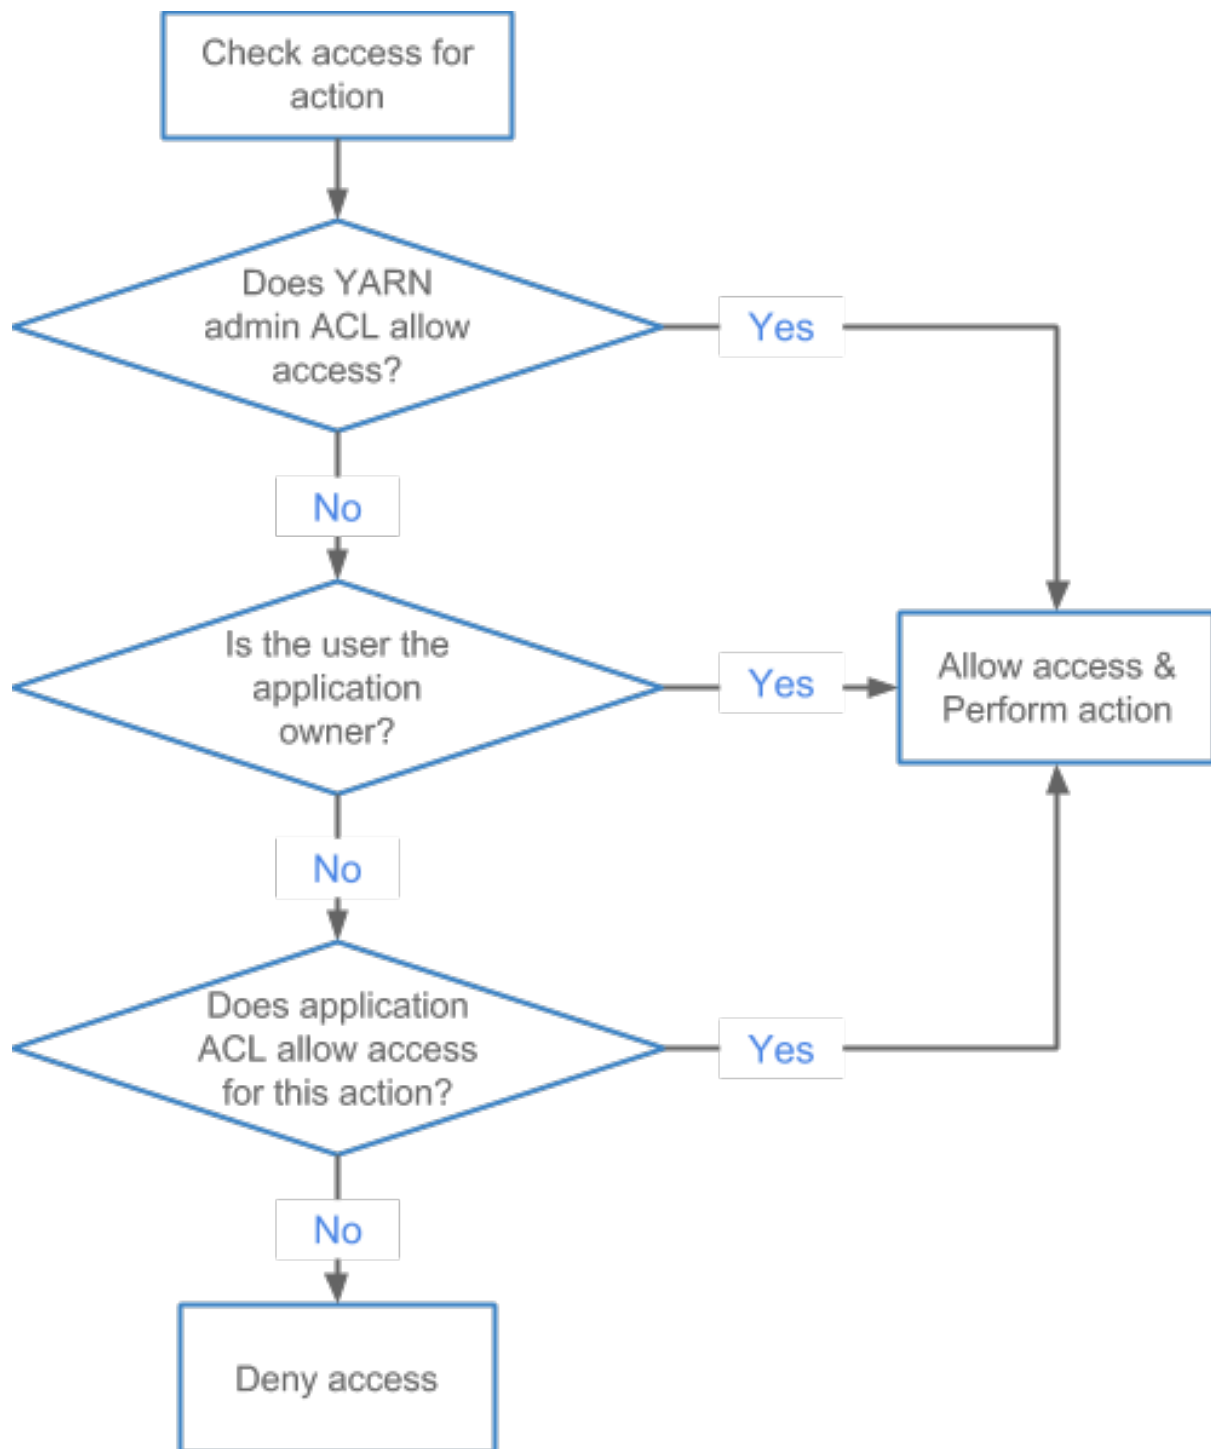 Check access for
action
Does YARN
admin ACL allow
access?
Yes
No
Is the user the
application
owner?
Yes
Allow access &
Perform action
No
Does application
ACL allow access
for this action?
Yes
No
Deny access